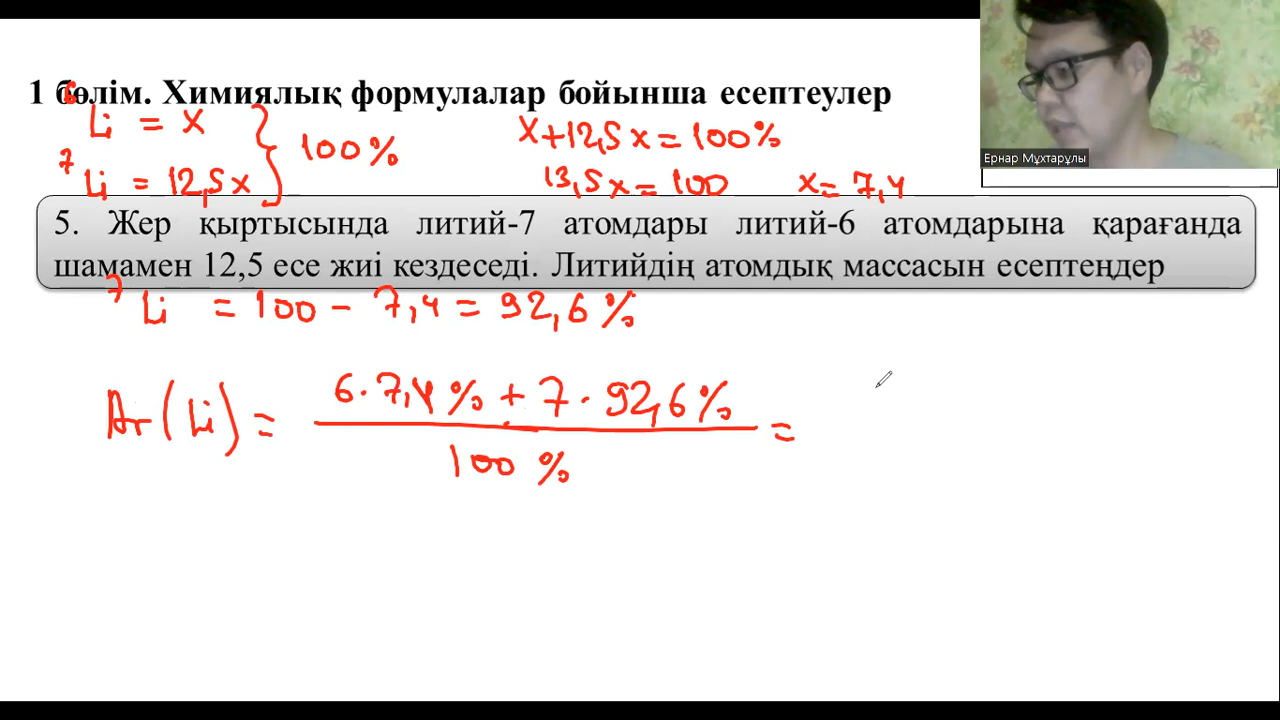 1 бөлім. Химиялық формулалар бойынша есептеулер
⁶Li = x } 100% x+12,5x=100%
⁷Li = 12,5x 13,5x=100 x=7,4
Ернар Мұхтарұлы
5. Жер қыртысында литий-7 атомдары литий-6 атомдарына қарағанда
шамамен 12,5 есе жиі кездеседі. Литийдің атомдық массасын есептеңдер
⁷Li = 100 - 7,4 = 92,6 %
Ar(Li) = 6·7,4% + 7·92,6% =
100 %